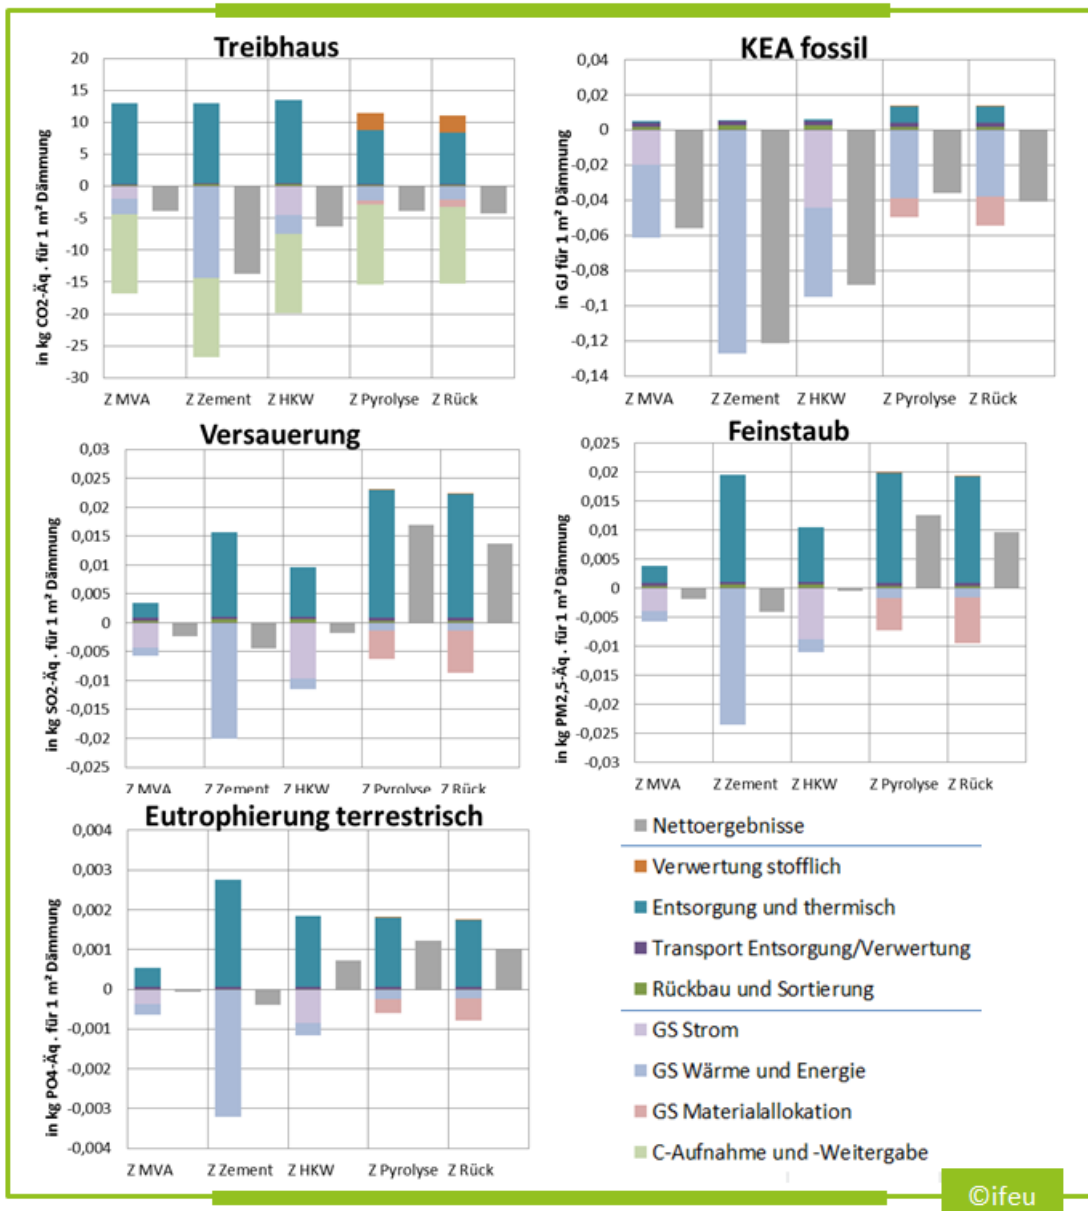 Treibhaus
in kg CO2-Äq. für 1 m² Dämmung
20
15
10
5
0
-5
-10
-15
-20
-25
-30
Z MVA Z Zement Z HKW Z Pyrolyse Z Rück
KEA fossil
in GJ für 1 m² Dämmung
0,04
0,02
0
-0,02
-0,04
-0,06
-0,08
-0,1
-0,12
-0,14
Z MVA Z Zement Z HKW Z Pyrolyse Z Rück
Versauerung
in kg SO2-Äq. für 1 m² Dämmung
0,03
0,025
0,02
0,015
0,01
0,005
0
-0,005
-0,01
-0,015
-0,02
-0,025
Z MVA Z Zement Z HKW Z Pyrolyse Z Rück
Feinstaub
in kg PM2,5-Äq. für 1 m² Dämmung
0,025
0,02
0,015
0,01
0,005
0
-0,005
-0,01
-0,015
-0,02
-0,025
-0,03
Z MVA Z Zement Z HKW Z Pyrolyse Z Rück
Eutrophierung terrestrisch
in kg PO4-Äq. für 1 m² Dämmung
0,004
0,003
0,002
0,001
0
-0,001
-0,002
-0,003
-0,004
Z MVA Z Zement Z HKW Z Pyrolyse Z Rück
Nettoergebnisse
Verwertung stofflich
Entsorgung und thermisch
Transport Entsorgung/Verwertung
Rückbau und Sortierung
GS Strom
GS Wärme und Energie
GS Materialallokation
C-Aufnahme und -Weitergabe
©ifeu